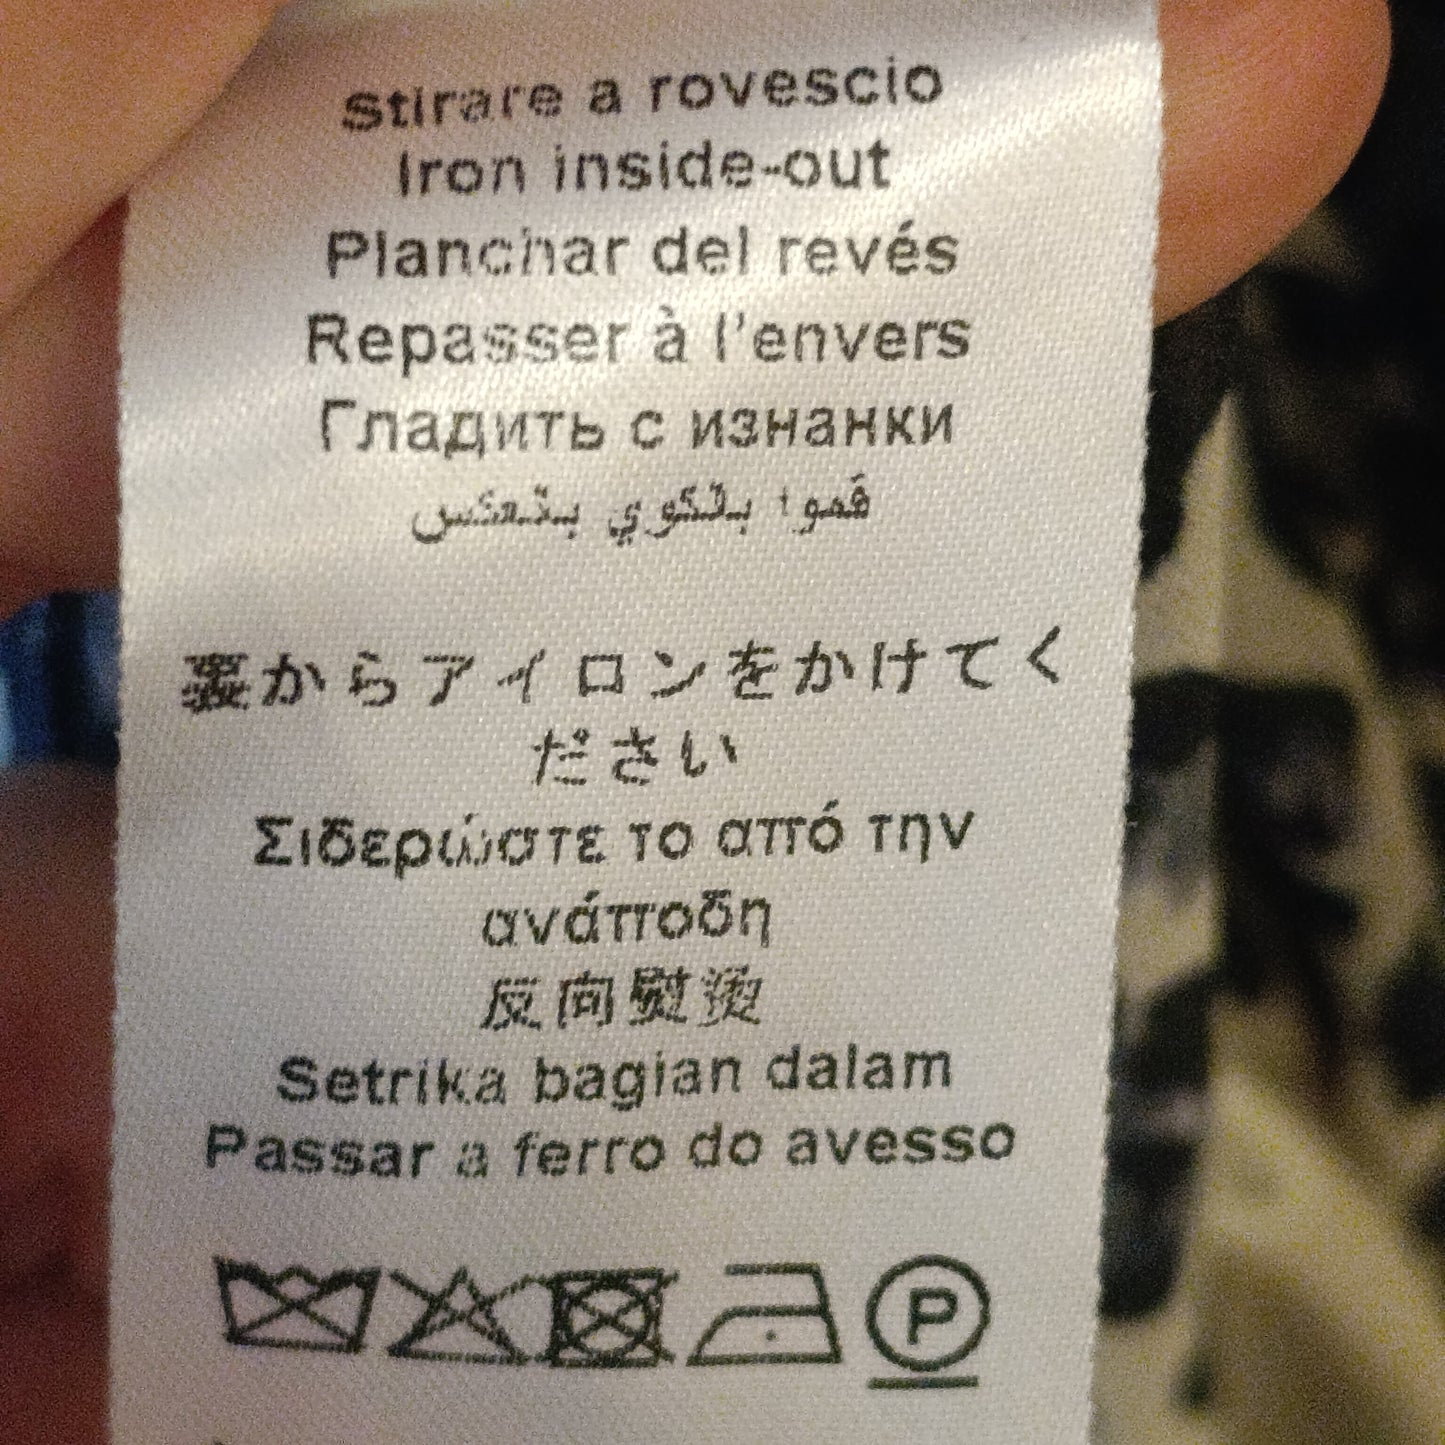 Stirare a rovescio
Iron inside-out
Planchar del revés
Repasser à l'envers
Гладить с изнанки
裏からアイロンをかけてく
ださい
Σιδερώστε το από την
ανάποδη
反向熨烫
Setrika bagian dalam
Passar a ferro do avesso
P